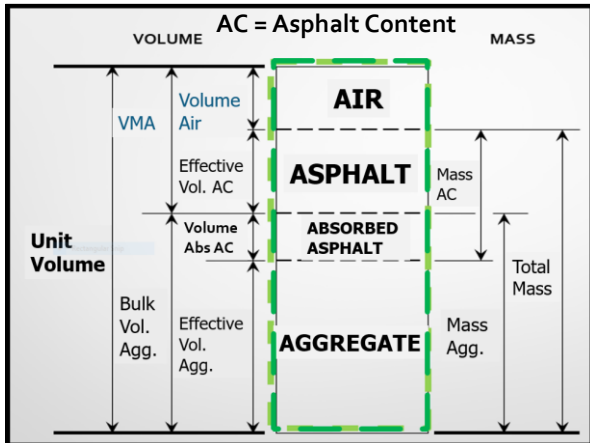 AC = Asphalt Content
VOLUME
MASS
Volume
Air
VMA
AIR
Effective
Vol. AC
ASPHALT
Mass
AC
Volume
Abs AC
ABSORBED
ASPHALT
Unit
Volume
Total
Mass
Bulk
Vol.
Agg.
Effective
Vol.
Agg.
AGGREGATE
Mass
Agg.